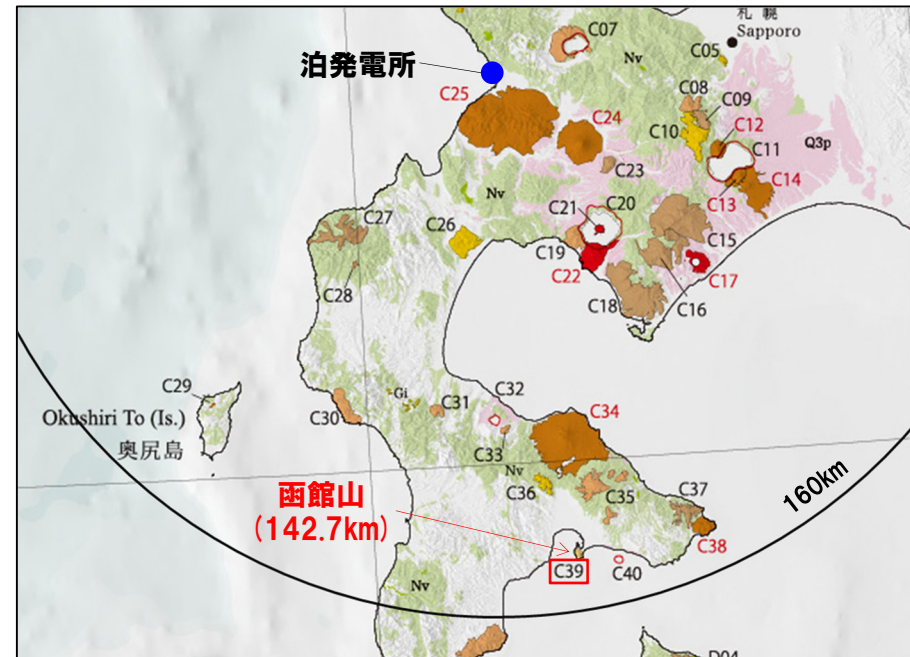 札幌
Sapporo
C07
Nv
C05
泊発電所
C25
C24
C08
C09
C10
C12
C11
Q3p
C23
C14
C13
Nv
C21
C20
C27
C26
C19
C15
C22
C17
C28
C18
C16
C29
Okushiri To (Is.)
奥尻島
C30
Gi
C31
C32
C34
C33
Nv
C36
C35
C37
160km
函館山
(142.7km)
C38
C39
C40
Nv
D04